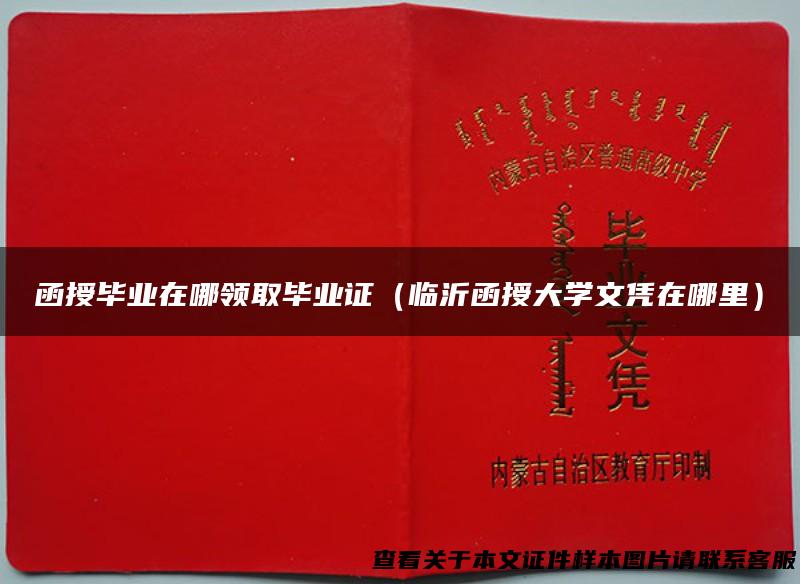 内蒙古自治区普通高级中学
毕业文凭
函授毕业在哪领取毕业证（临沂函授大学文凭在哪里）
内蒙古自治区教育厅印制
查看关于本文证件样本图片请联系客服